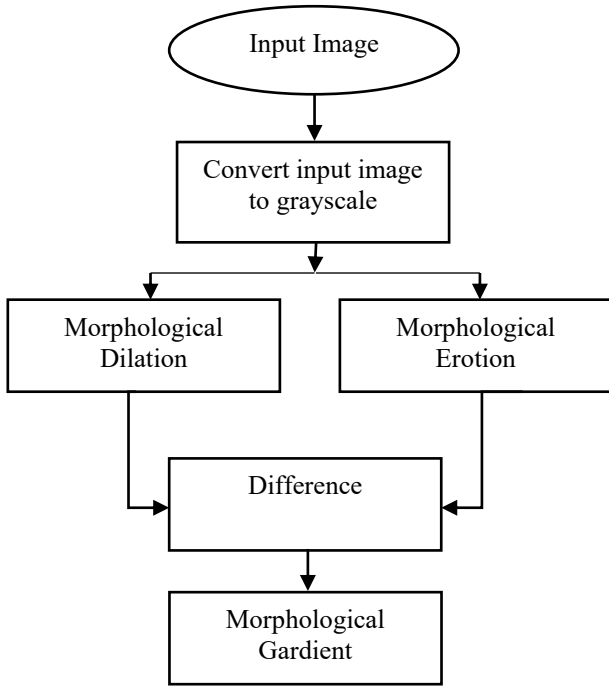 Input Image
Convert input image
to grayscale
Morphological
Dilation
Morphological
Erotion
Difference
Morphological
Gardient